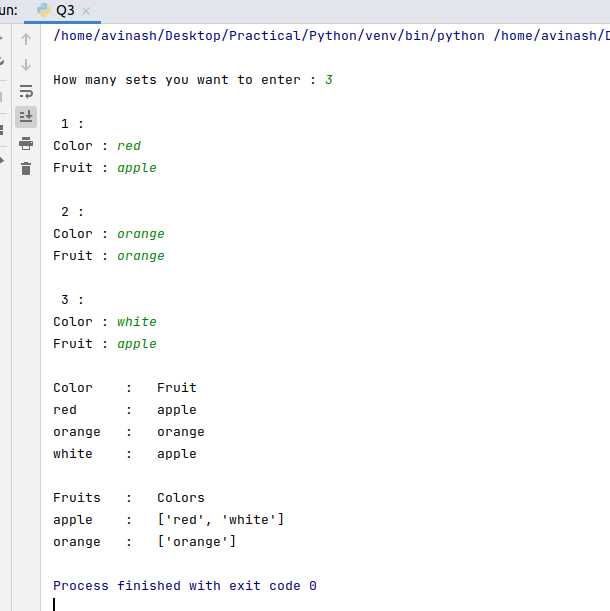 un: Q3 ×
/home/avinash/Desktop/Practical/Python/venv/bin/python /home/avinash/D
How many sets you want to enter : 3
1 :
Color : red
Fruit : apple
2 :
Color : orange
Fruit : orange
3 :
Color : white
Fruit : apple
Color    :   Fruit
red      :   apple
orange   :   orange
white    :   apple
Fruits   :   Colors
apple    :   ['red', 'white']
orange   :   ['orange']
Process finished with exit code 0